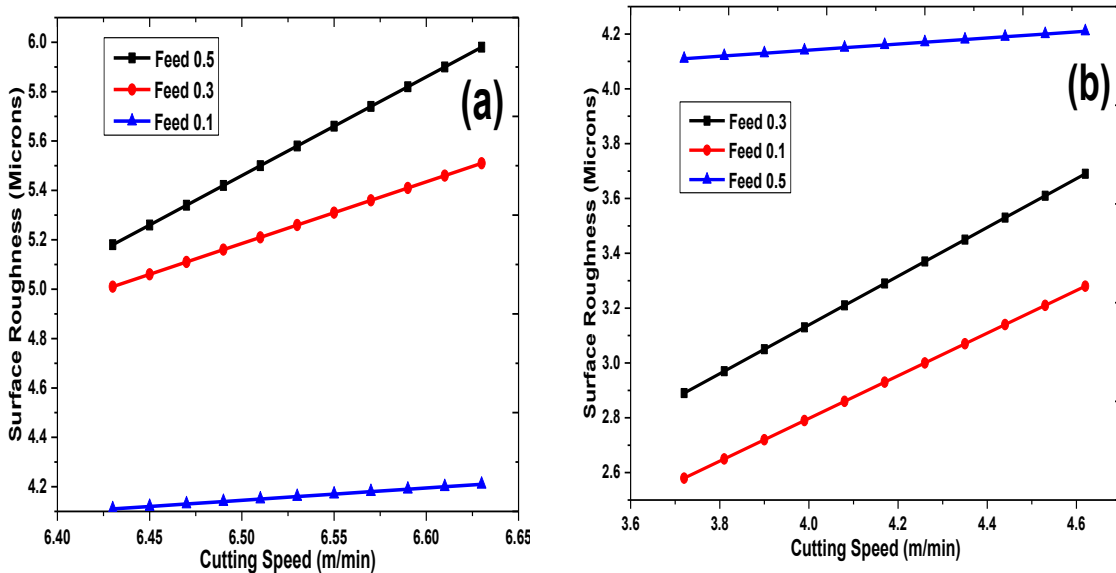 Surface Roughness (Microns)
6.0
5.8
5.6
5.4
5.2
5.0
4.8
4.6
4.4
4.2
Feed 0.5
Feed 0.3
Feed 0.1
(a)
6.40
6.45
6.50
6.55
6.60
6.65
Cutting Speed (m/min)
Surface Roughness (Microns)
4.2
4.0
3.8
3.6
3.4
3.2
3.0
2.8
2.6
Feed 0.3
Feed 0.1
Feed 0.5
(b)
3.6
3.8
4.0
4.2
4.4
4.6
Cutting Speed (m/min)